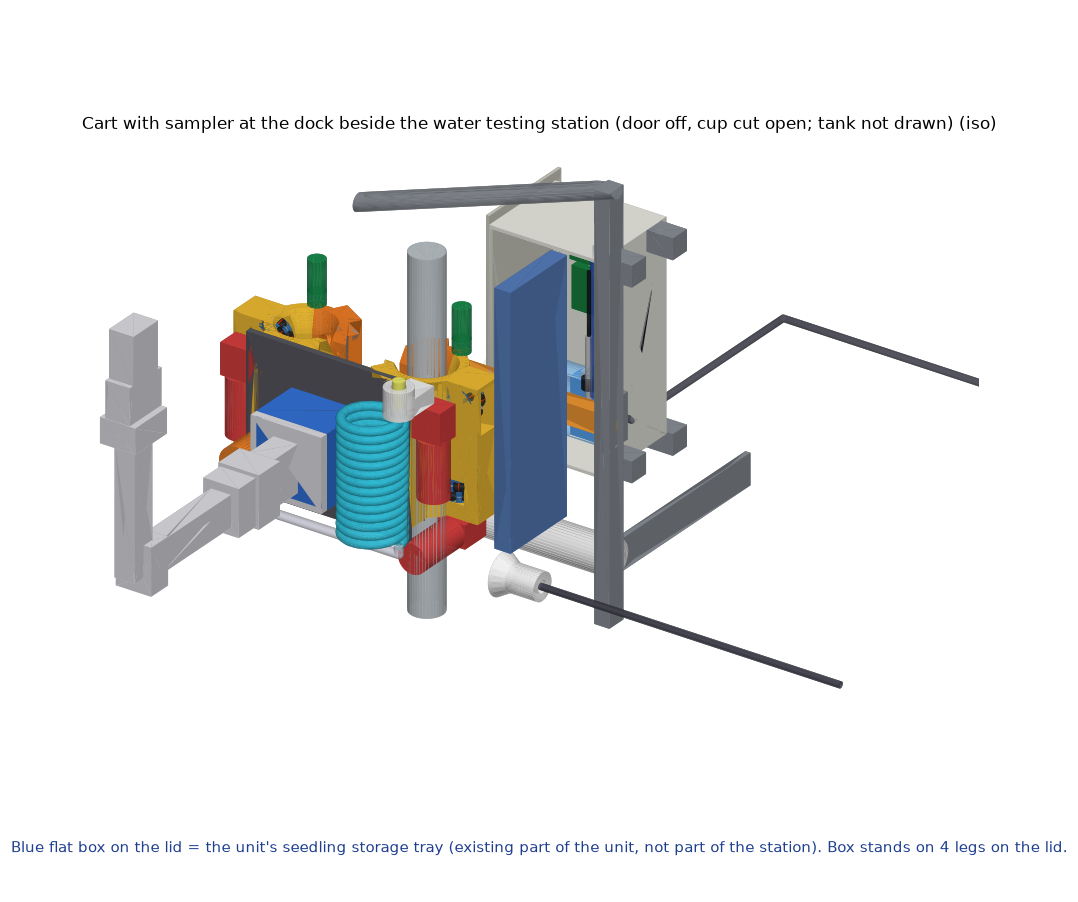 Cart with sampler at the dock beside the water testing station (door off, cup cut open; tank not drawn) (iso)
Blue flat box on the lid = the unit's seedling storage tray (existing part of the unit, not part of the station). Box stands on 4 legs on the lid.